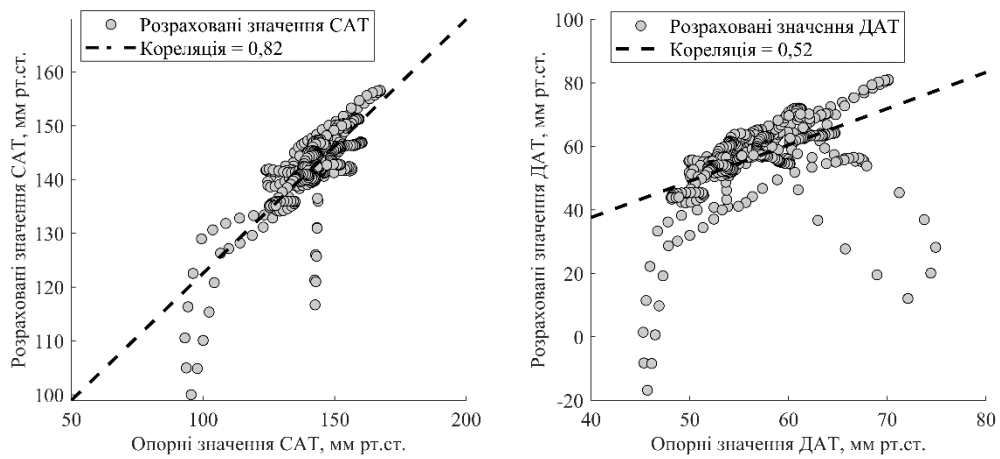 Розраховані значення САТ
Кореляція = 0,82
Розраховані значення САТ, мм рт.ст.
160
150
140
130
120
110
100
50
100
150
200
Опорні значення САТ, мм рт.ст.
Розраховані значення ДАТ
Кореляція = 0,52
Розраховані значення ДАТ, мм рт.ст.
100
80
60
40
20
0
-20
40
50
60
70
80
Опорні значення ДАТ, мм рт.ст.